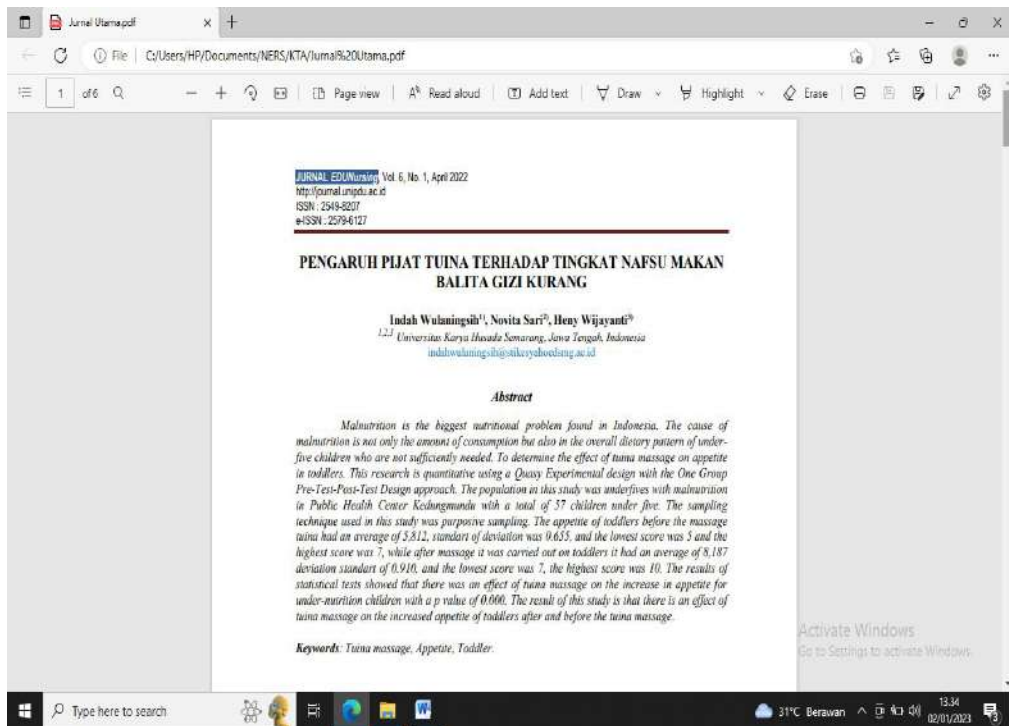 Jurnal Utama.pdf
File
C:/Users/HP/Documents/NERS/KTA/Jurnal%20Utama.pdf
1 of 6
Page view
Read aloud
Add text
Draw
Highlight
Erase
JURNAL EDUNursing, Vol. 6, No. 1, April 2022
http://journal.unipdu.ac.id
ISSN : 2549-8207
e-ISSN : 2579-6127
PENGARUH PIJAT TUINA TERHADAP TINGKAT NAFSU MAKAN
BALITA GIZI KURANG
Indah Wulaningsih1), Novita Sari2), Heny Wijayanti3)
1,2,3 Universitas Karya Husada Semarang, Jawa Tengah, Indonesia
Abstract
Malnutrition is the biggest nutritional problem found in Indonesia. The cause of
malnutrition is not only the amount of consumption but also in the overall dietary pattern of under-
five children who are not sufficiently needed. To determine the effect of tuina massage on appetite
in toddlers. This research is quantitative using a Quasy Experimental design with the One Group
Pre-Test-Post-Test Design approach. The population in this study was underfives with malnutrition
in Public Health Center Kedungmundu with a total of 57 children under five. The sampling
technique used in this study was purposive sampling. The appetite of toddlers before the massage
tuina had an average of 5,812, standart of deviation was 0.655, and the lowest score was 5 and the
highest score was 7, while after massage it was carried out on toddlers it had an average of 8,187
deviation standart of 0.910, and the lowest score was 7, the highest score was 10. The results of
statistical tests showed that there was an effect of tuina massage on the increase in appetite for
under-nutrition children with a p value of 0.000. The result of this study is that there is an effect of
tuina massage on the increased appetite of toddlers after and before the tuina massage.
Keywords: Tuina massage, Appetite, Toddler.
Activate Windows
Go to Settings to activate Windows.
Type here to search
31°C Berawan
13.34
02/01/2023